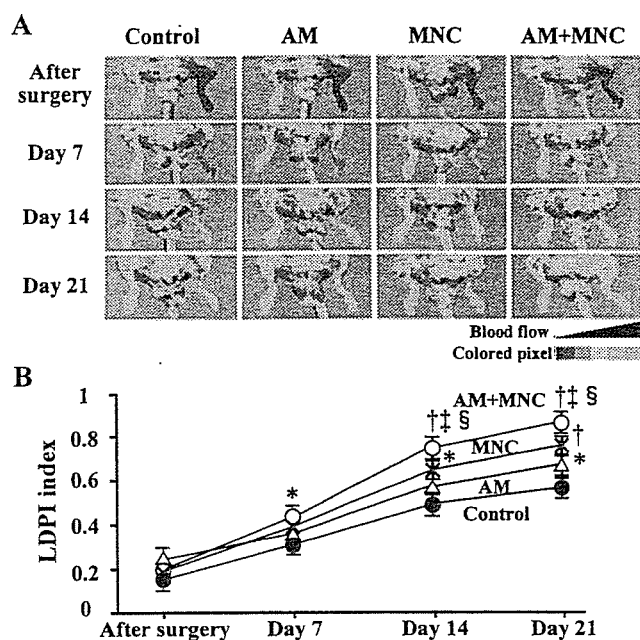 A
Control AM MNC AM+MNC
After surgery
Day 7
Day 14
Day 21
Blood flow
Colored pixel
B
LDPI index
1
0.8
0.6
0.4
0.2
0
AM+MNC
†‡ §
†‡ §
MNC
†
*
*
*
AM
Control
After surgery Day 7 Day 14 Day 21